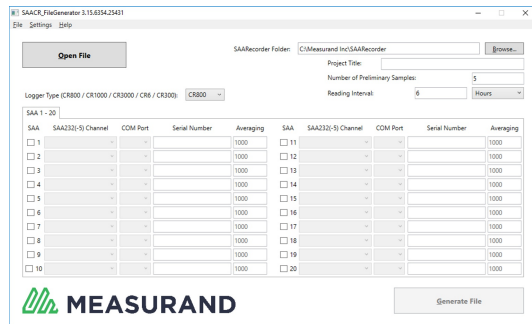 SAACR_FileGenerator 3.15.6354.25431
File Settings Help
Open File
SAARecorder Folder: C:\Measurand Inc\SAARecorder Browse...
Project Title:
Number of Preliminary Samples: 5
Logger Type (CR800 / CR1000 / CR3000 / CR6 / CR300): CR800 Reading Interval: 6 Hours
SAA 1 - 20
SAA SAA232(-5) Channel COM Port Serial Number Averaging SAA SAA232(-5) Channel COM Port Serial Number Averaging
1 1000 11 1000
2 1000 12 1000
3 1000 13 1000
4 1000 14 1000
5 1000 15 1000
6 1000 16 1000
7 1000 17 1000
8 1000 18 1000
9 1000 19 1000
10 1000 20 1000
MEASURAND
Generate File